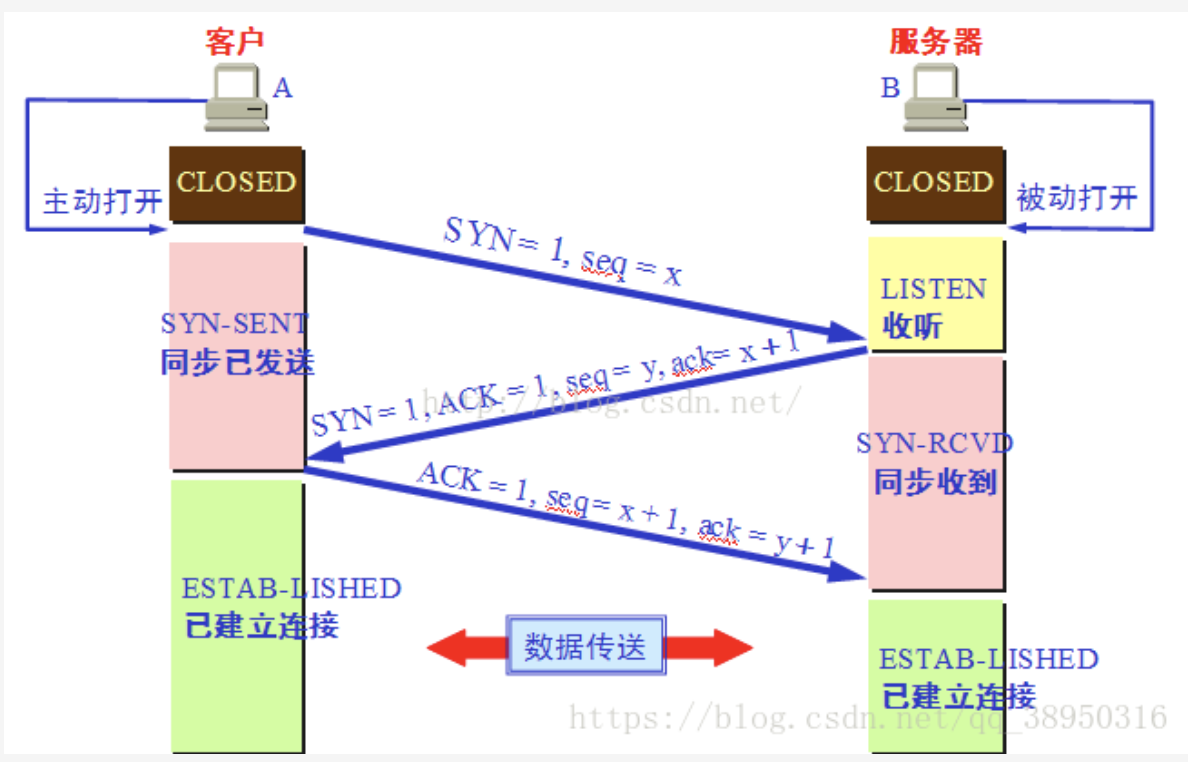 客户
服务器
A
B
CLOSED
CLOSED
主动打开
被动打开
SYN = 1, seq = x
LISTEN
收听
SYN-SENT
同步已发送
SYN = 1, ACK = 1, seq = y, ack= x + 1
http://blog.csdn.net/
SYN-RCVD
同步收到
ACK = 1, seq = x + 1, ack = y + 1
ESTAB-LISHED
已建立连接
数据传送
ESTAB-LISHED
已建立连接
https://blog.csdn.net/qq_38950316